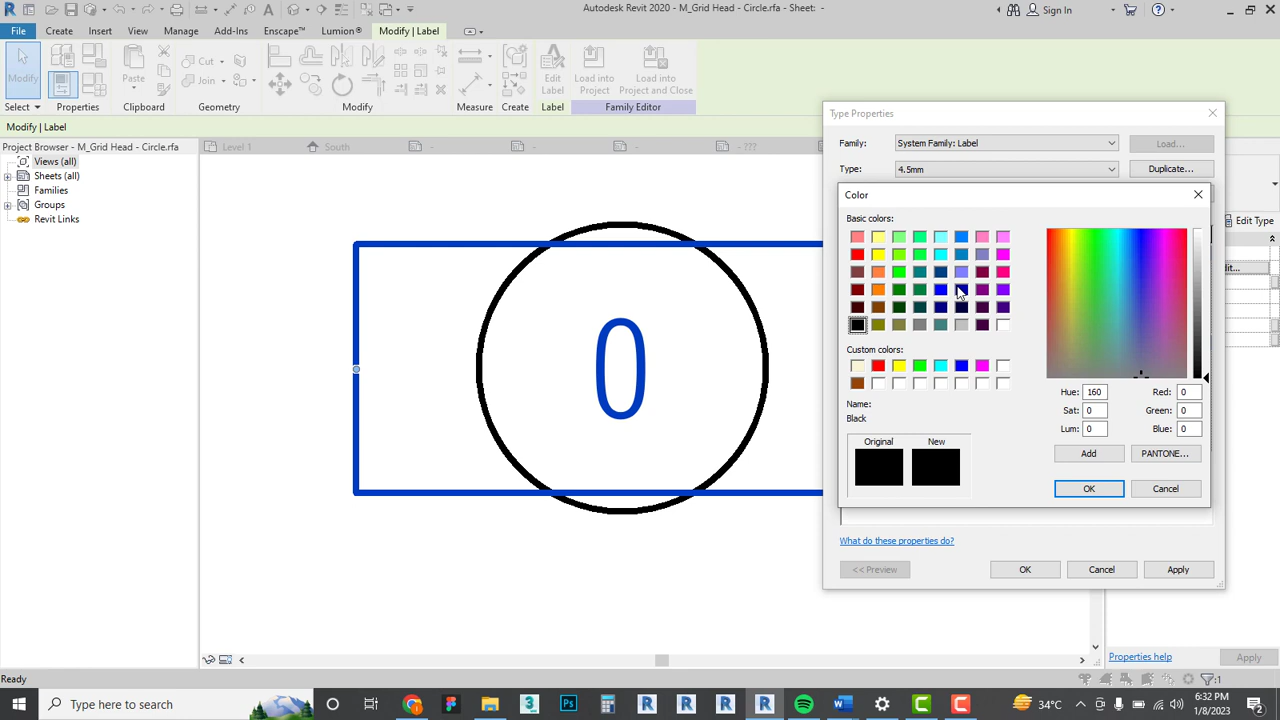 Autodesk Revit 2022 - M_Grid Head - Circle.rfa - Sheet: -
Sign In
File
Create
Insert
View
Manage
Add-Ins
Enscape™
Lumion®
Modify | Label
Modify
Paste
Cut
Join
Edit
Label
Load into
Project
Load into
Project and Close
Select
Properties
Clipboard
Geometry
Modify
Measure
Create
Label
Family Editor
Modify | Label
Project Browser - M_Grid Head - Circle.rfa
Views (all)
Sheets (all)
Families
Groups
Revit Links
Level 1
South
-
-
-
- ???
0
Type Properties
Family:
System Family: Label
Load...
Type:
4.5mm
Duplicate...
Edit Type
Color
Basic colors:
Custom colors:
Name:
Black
Original
New
Hue:
160
Red:
0
Sat:
0
Green:
0
Lum:
0
Blue:
0
Add
PANTONE...
OK
Cancel
What do these properties do?
<< Preview
OK
Cancel
Apply
Properties help
Apply
Ready
:1
Type here to search
34°C
6:32 PM
1/8/2023